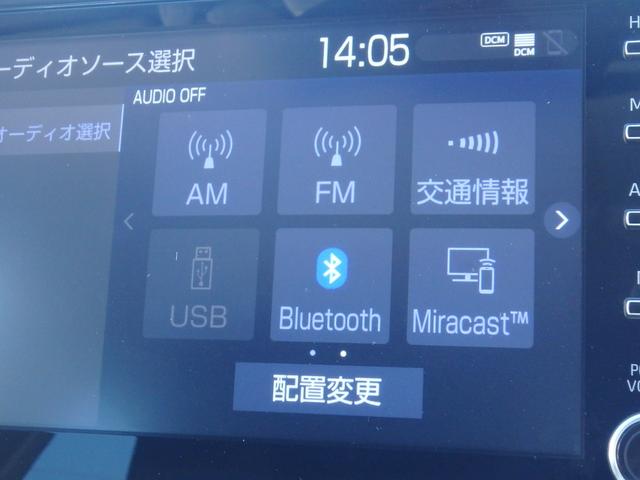 ーディオソース選択
14:05
DCM
DCM
オーディオ選択
AUDIO OFF
AM
FM
交通情報
USB
Bluetooth
Miracast™
配置変更